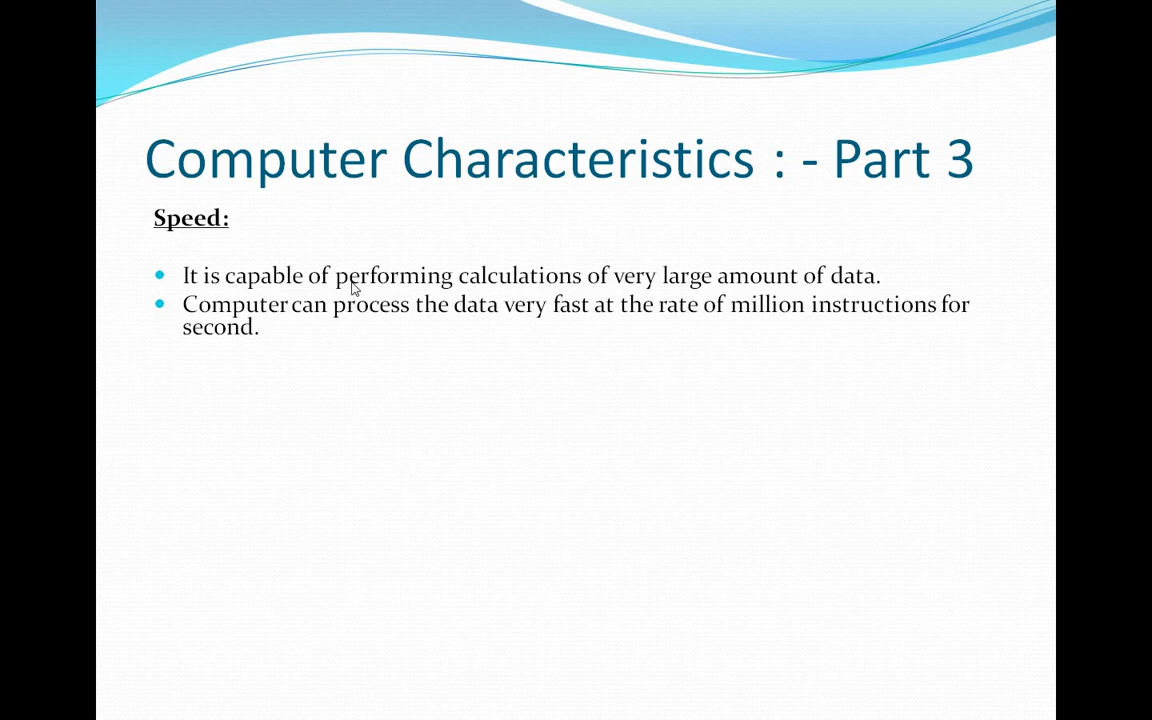 Computer Characteristics : - Part 3
Speed:
It is capable of performing calculations of very large amount of data.
Computer can process the data very fast at the rate of million instructions for
second.